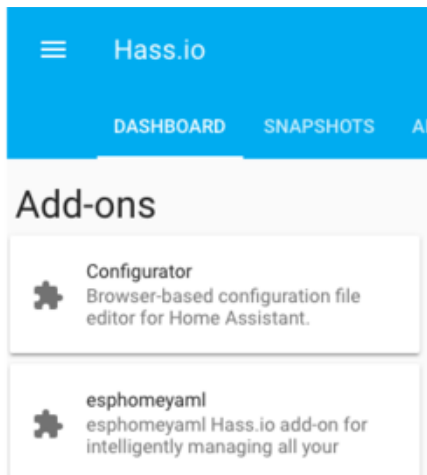 Hass.io
DASHBOARD SNAPSHOTS
Add-ons
Configurator
Browser-based configuration file
editor for Home Assistant.
esphomeyaml
esphomeyaml Hass.io add-on for
intelligently managing all your